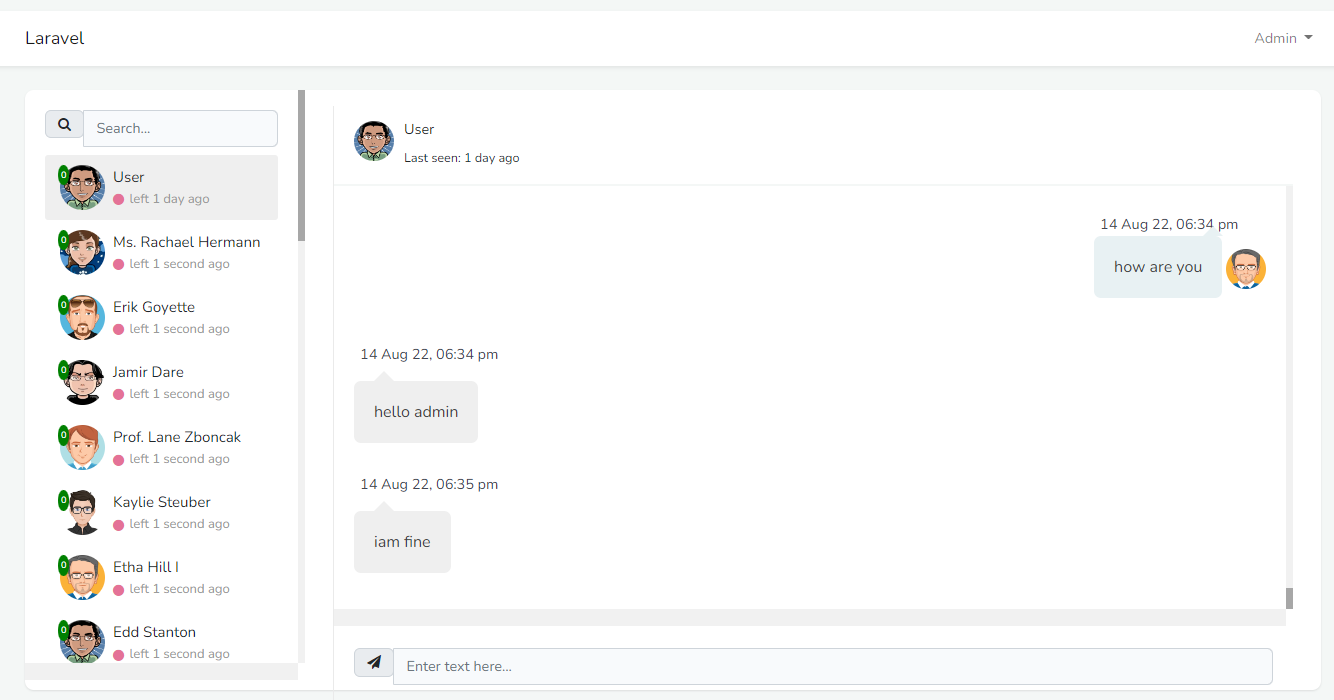 Laravel
Admin
Search...
0
User
left 1 day ago
0
Ms. Rachael Hermann
left 1 second ago
0
Erik Goyette
left 1 second ago
0
Jamir Dare
left 1 second ago
0
Prof. Lane Zboncak
left 1 second ago
0
Kaylie Steuber
left 1 second ago
0
Etha Hill I
left 1 second ago
0
Edd Stanton
left 1 second ago
User
Last seen: 1 day ago
14 Aug 22, 06:34 pm
how are you
14 Aug 22, 06:34 pm
hello admin
14 Aug 22, 06:35 pm
iam fine
Enter text here...